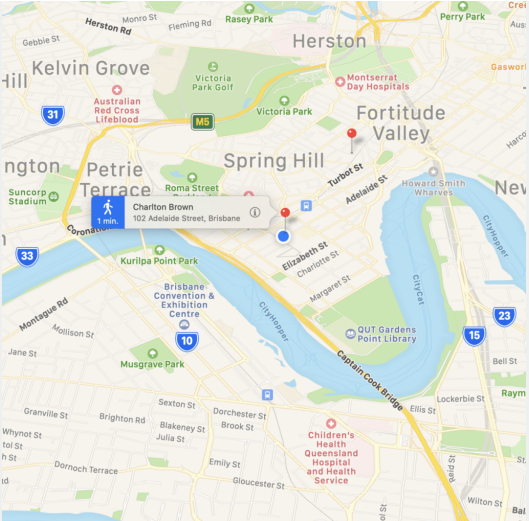 Herston Rd
Monro St
Fleming Rd
Rasey Park
Perry Park
Gebbie St
Herston
Kelvin Grove
Victoria
Park Golf
Montserrat
Day Hospitals
Australian
Red Cross
Lifeblood
31
M5
Victoria Park
Fortitude
Valley
Petrie
Terrace
Spring Hill
Turbot St
Adelaide St
Howard Smith
Wharves
Suncorp
Stadium
Roma Street
1 min.
Charlton Brown
102 Adelaide Street, Brisbane
CityHopper
33
Kurilpa Point Park
Elizabeth St
Charlotte St
Margaret St
CityCat
Brisbane
Convention &
Exhibition
Centre
CityHopper
Montague Rd
Mollison St
10
QUT Gardens
Point Library
23
15
Jane St
Musgrave Park
Captain Cook Bridge
Bell St
Sexton St
Lockerbie St
Granville St
Brighton Rd
Dorchester St
Ellis St
Blakeney St
Brook St
Whynot St
Julia St
Children's
Health
Queensland
Hospital
and Health
Service
Dornoch Terrace
Emily St
Gloucester St
Reid St
Wilton St